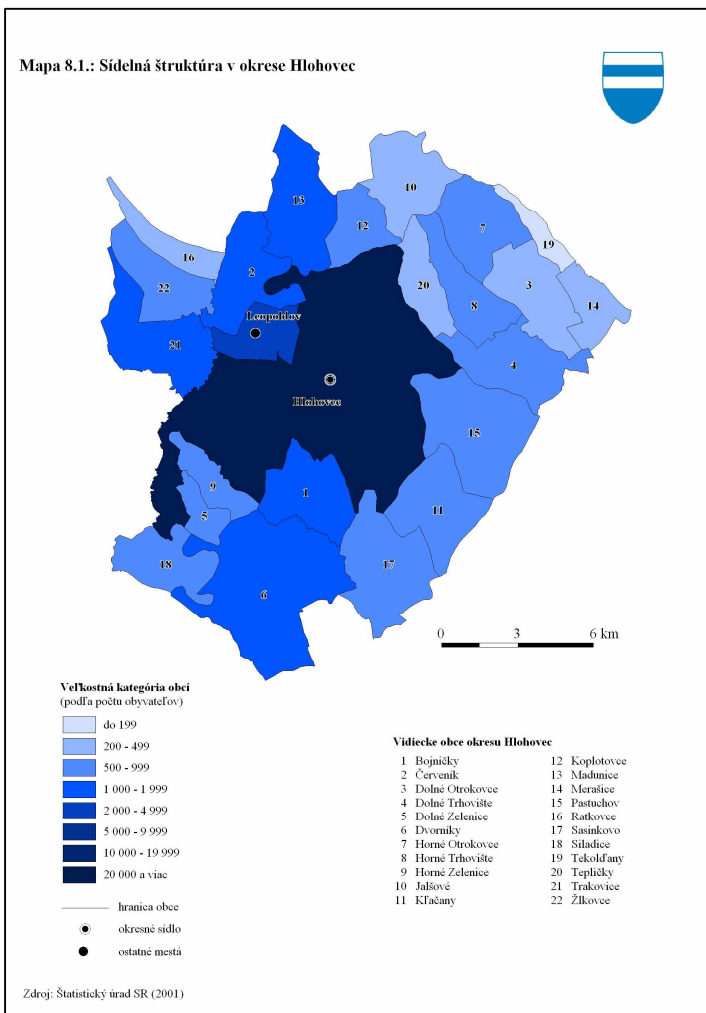 Mapa 8.1.: Sídelná štruktúra v okrese Hlohovec
13
10
12
7
16
19
2
22
20
3
8
14
Leopoldov
21
4
Hlohovec
15
9
1
5
11
18
17
6
0 3 6 km
Veľkostná kategória obcí
(podľa počtu obyvateľov)
do 199
200 - 499
500 - 999
1 000 - 1 999
2 000 - 4 999
5 000 - 9 999
10 000 - 19 999
20 000 a viac
hranica obce
okresné sídlo
ostatné mestá
Vidiecke obce okresu Hlohovec
1 Bojničky
2 Červeník
3 Dolné Otrokovce
4 Dolné Trhovište
5 Dolné Zelenice
6 Dvorníky
7 Horné Otrokovce
8 Horné Trhovište
9 Horné Zelenice
10 Jalšové
11 Kľačany
12 Koplotovce
13 Madunice
14 Merašice
15 Pastuchov
16 Ratkovce
17 Sasinkovo
18 Siladice
19 Tekolďany
20 Tepličky
21 Trakovice
22 Žlkovce
Zdroj: Štatistický úrad SR (2001)